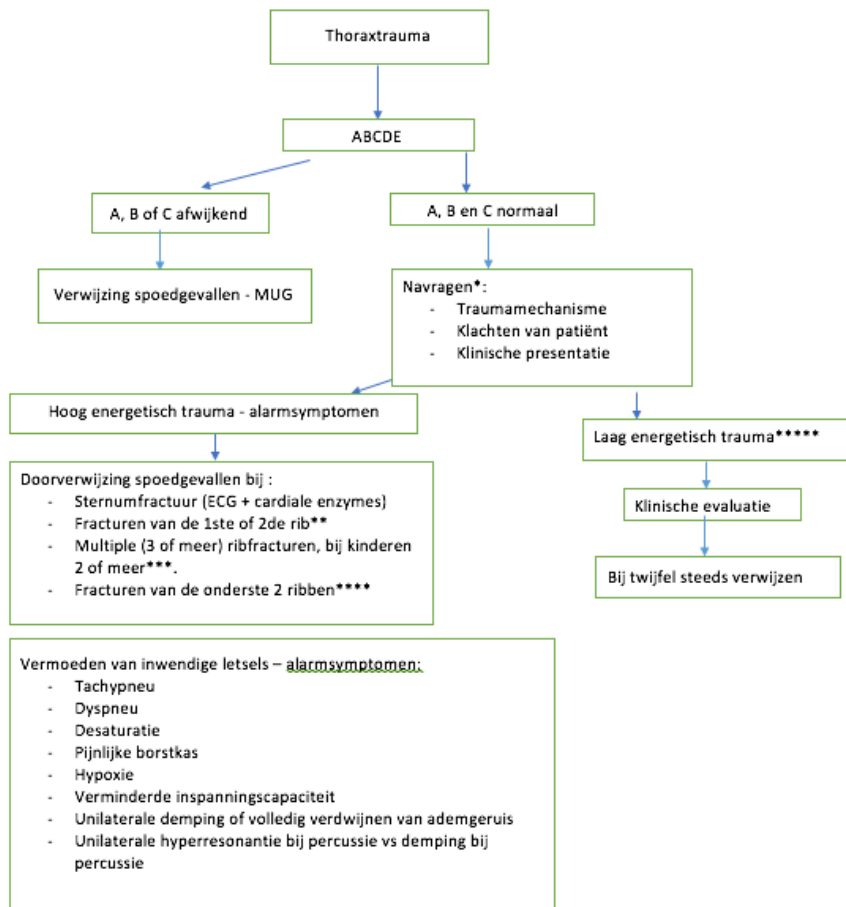 Thoraxtrauma
ABCDE
A, B of C afwijkend
A, B en C normaal
Verwijzing spoedgevallen - MUG
Navragen*:
- Traumamechanisme
- Klachten van patiënt
- Klinische presentatie
Hoog energetisch trauma - alarmsymptomen
Laag energetisch trauma*****
Doorverwijzing spoedgevallen bij :
- Sternumfractuur (ECG + cardiale enzymes)
- Fracturen van de 1ste of 2de rib**
- Multiple (3 of meer) ribfracturen, bij kinderen
2 of meer***.
- Fracturen van de onderste 2 ribben****
Klinische evaluatie
Bij twijfel steeds verwijzen
Vermoeden van inwendige letsels – alarmsymptomen:
- Tachypneu
- Dyspneu
- Desaturatie
- Pijnlijke borstkas
- Hypoxie
- Verminderde inspanningscapaciteit
- Unilaterale demping of volledig verdwijnen van ademgeruis
- Unilaterale hyperresonantie bij percussie vs demping bij
percussie